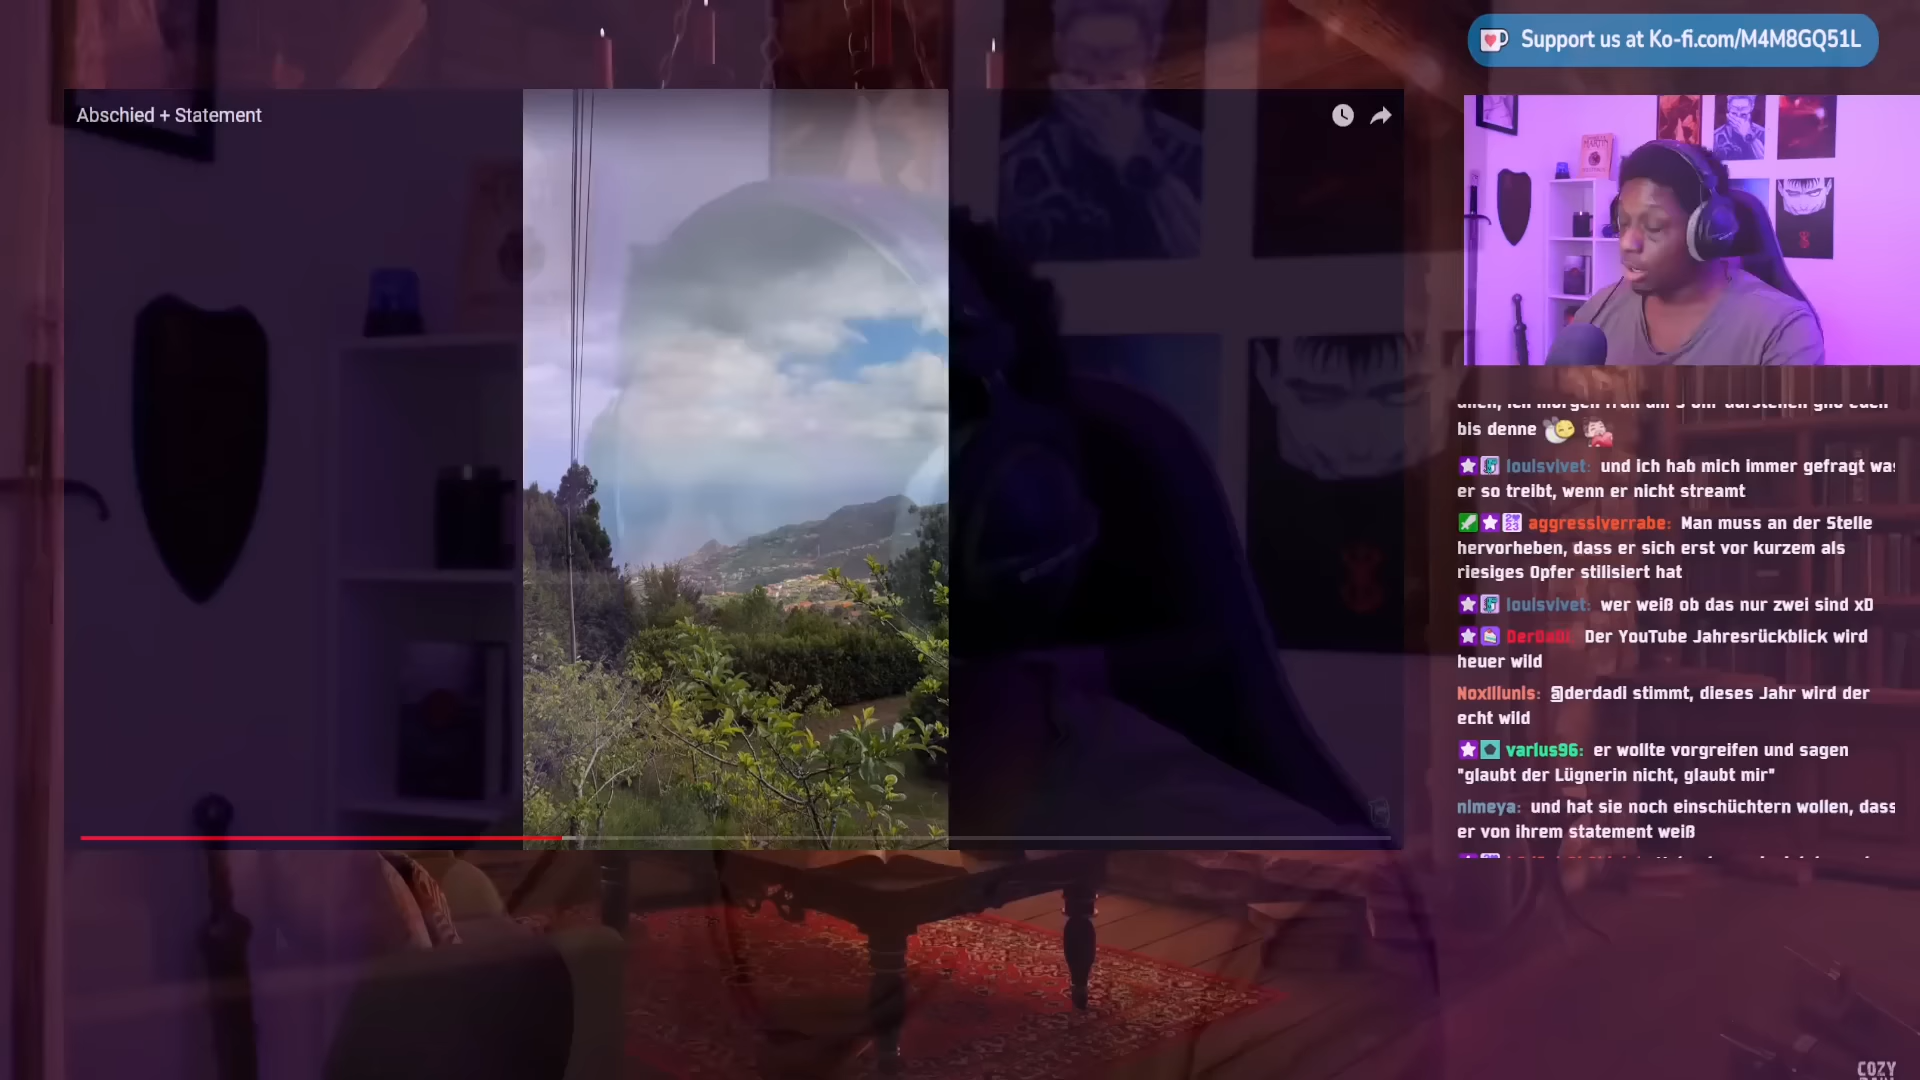 Support us at Ko-fi.com/M4M8GQ51L
Abschied + Statement
bis denne
louisvivet: und ich hab mich immer gefragt was
er so treibt, wenn er nicht streamt
aggressiverrabe: Man muss an der Stelle
hervorheben, dass er sich erst vor kurzem als
riesiges Opfer stilisiert hat
louisvivet: wer weiß ob das nur zwei sind xD
DerDaDi: Der YouTube Jahresrückblick wird
heuer wild
Noxillunis: @derdadi stimmt, dieses Jahr wird der
echt wild
varius96: er wollte vorgreifen und sagen
"glaubt der Lügnerin nicht, glaubt mir"
nimeya: und hat sie noch einschüchtern wollen, dass
er von ihrem statement weiß
COZY